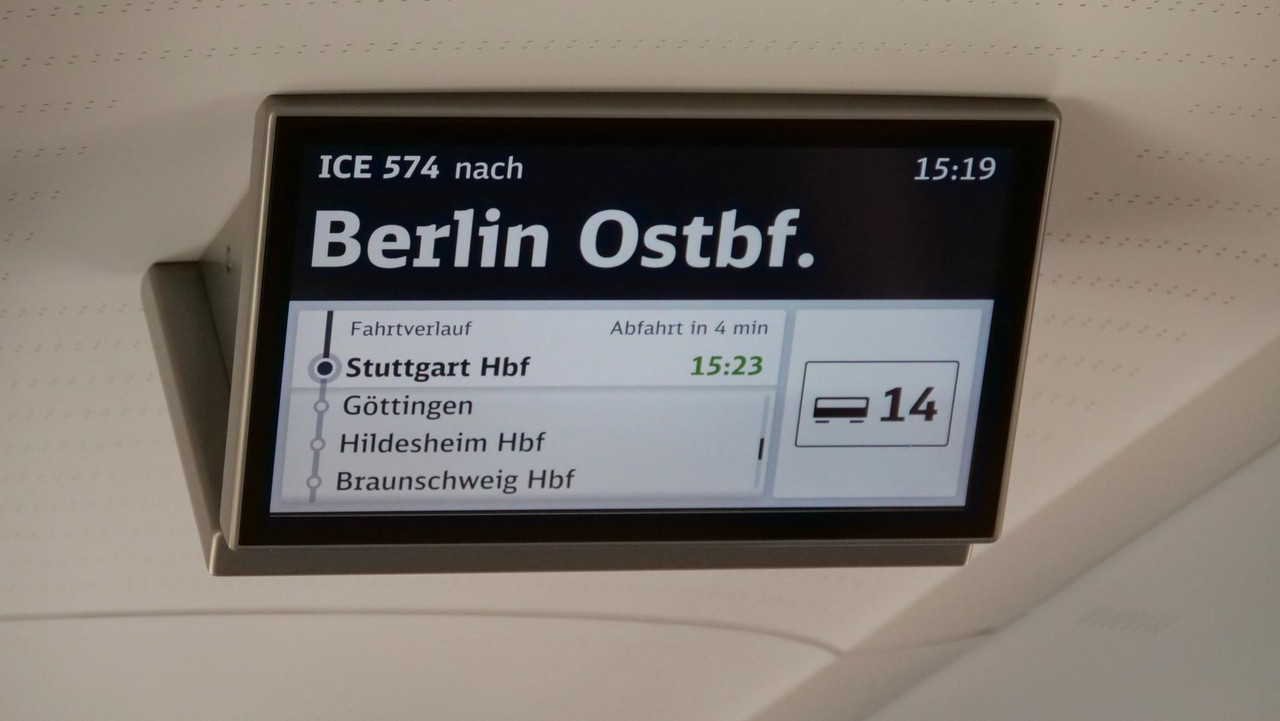 ICE 574 nach 15:19
Berlin Ostbf.
Fahrtverlauf Abfahrt in 4 min
Stuttgart Hbf 15:23
Göttingen
Hildesheim Hbf
Braunschweig Hbf
14